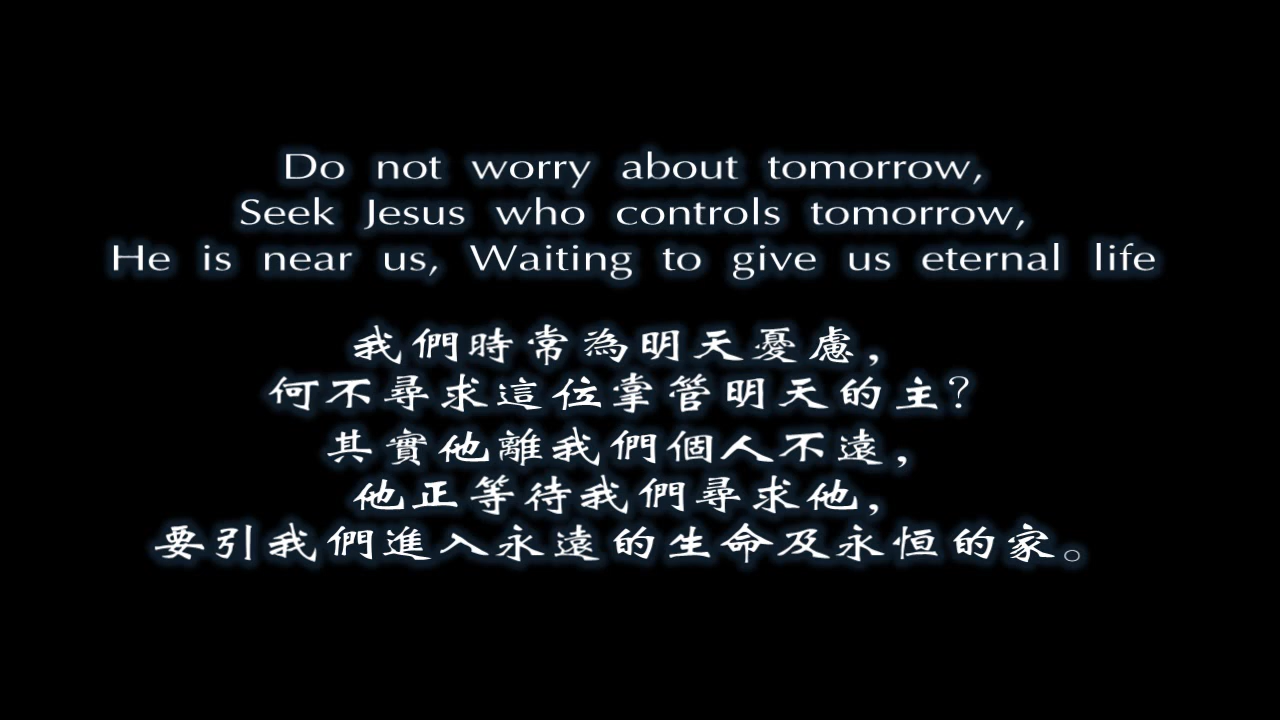 Do not worry about tomorrow,
Seek Jesus who controls tomorrow,
He is near us, Waiting to give us eternal life
我們時常為明天憂慮，
何不尋求這位掌管明天的主？
其實他離我們個人不遠，
他正等待我們尋求他，
要引我們進入永遠的生命及永恒的家。